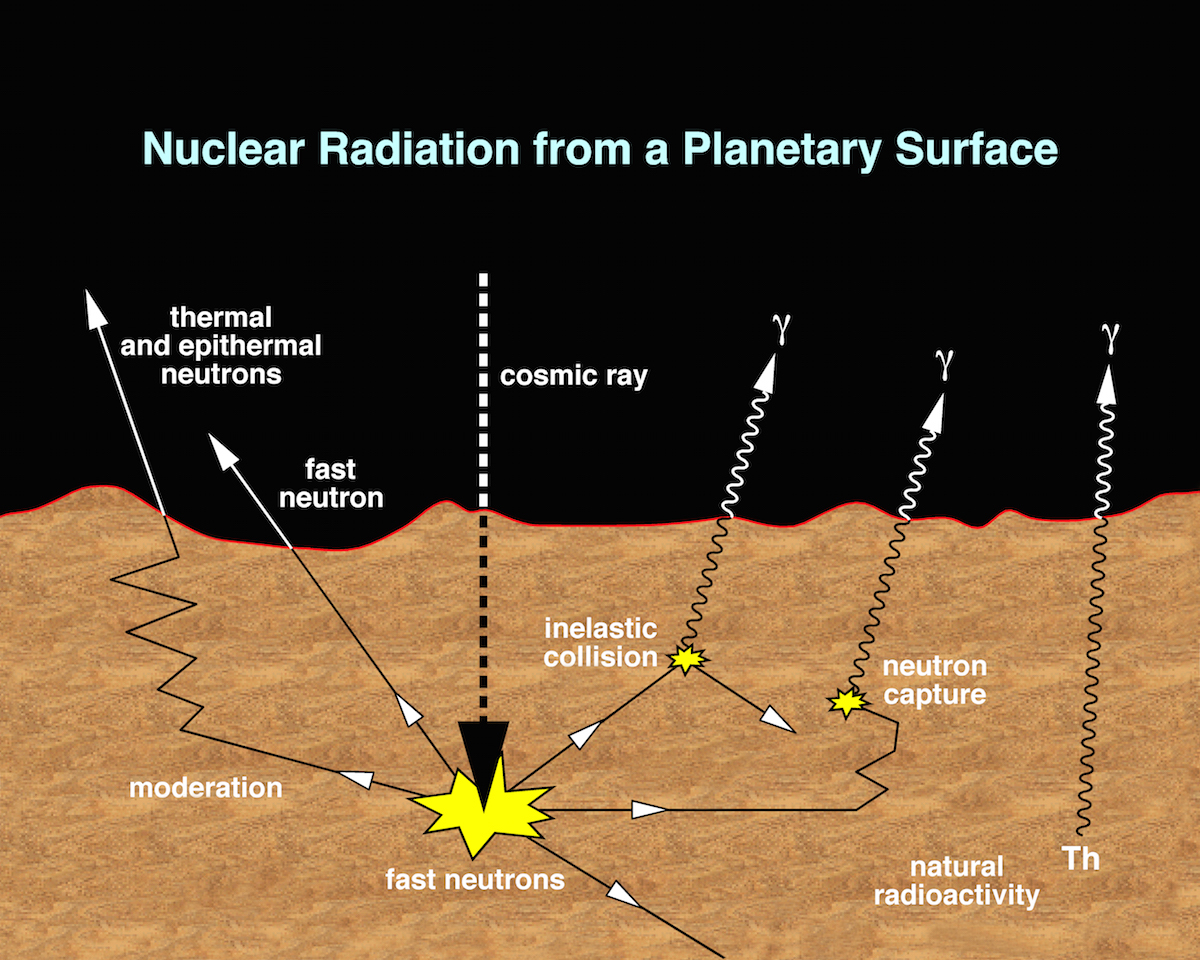 Nuclear Radiation from a Planetary Surface
thermal
and epithermal
neutrons
cosmic ray
fast
neutron
γ
γ
γ
inelastic
collision
neutron
capture
moderation
fast neutrons
natural
radioactivity
Th